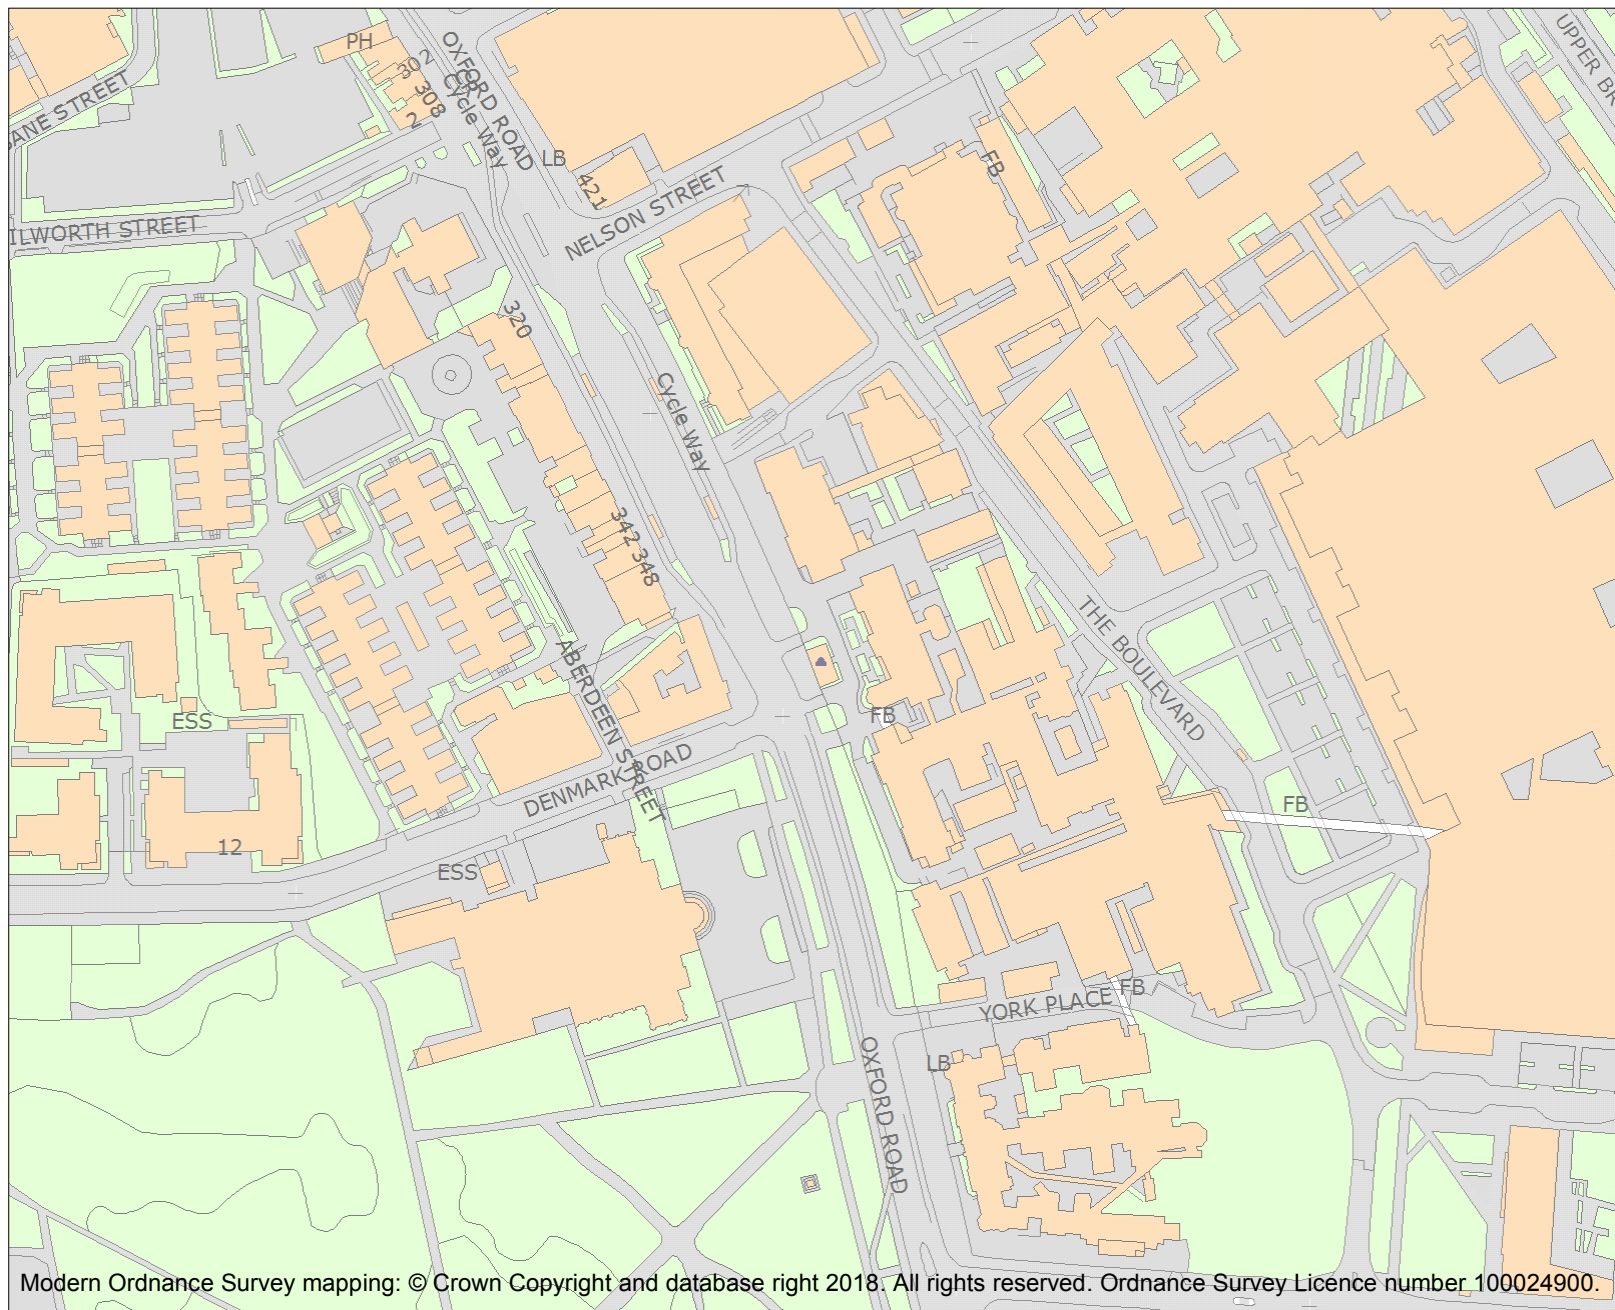 PH
302
308
2
OXFORD ROAD
Cycle Way
LB
421
NELSON STREET
FB
UPPER BR
ANE STREET
ILWORTH STREET
320
Cycle Way
342
348
THE BOULEVARD
ABERDEEN STREET
ESS
FB
DENMARK ROAD
FB
12
ESS
YORK PLACE
FB
LB
OXFORD ROAD
Modern Ordnance Survey mapping: © Crown Copyright and database right 2018. All rights reserved. Ordnance Survey Licence number 100024900.